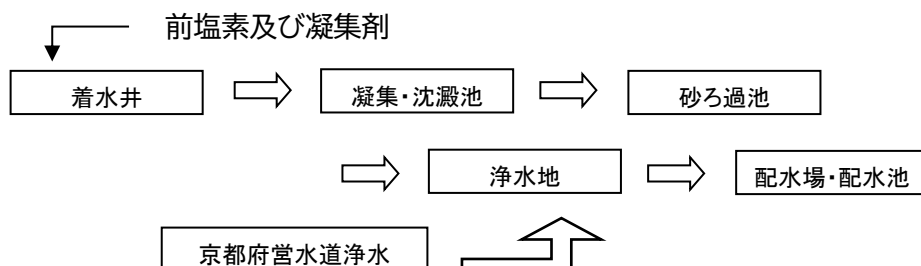 前塩素及び凝集剤
着水井
凝集・沈澱池
砂ろ過池
浄水地
配水場・配水池
京都府営水道浄水